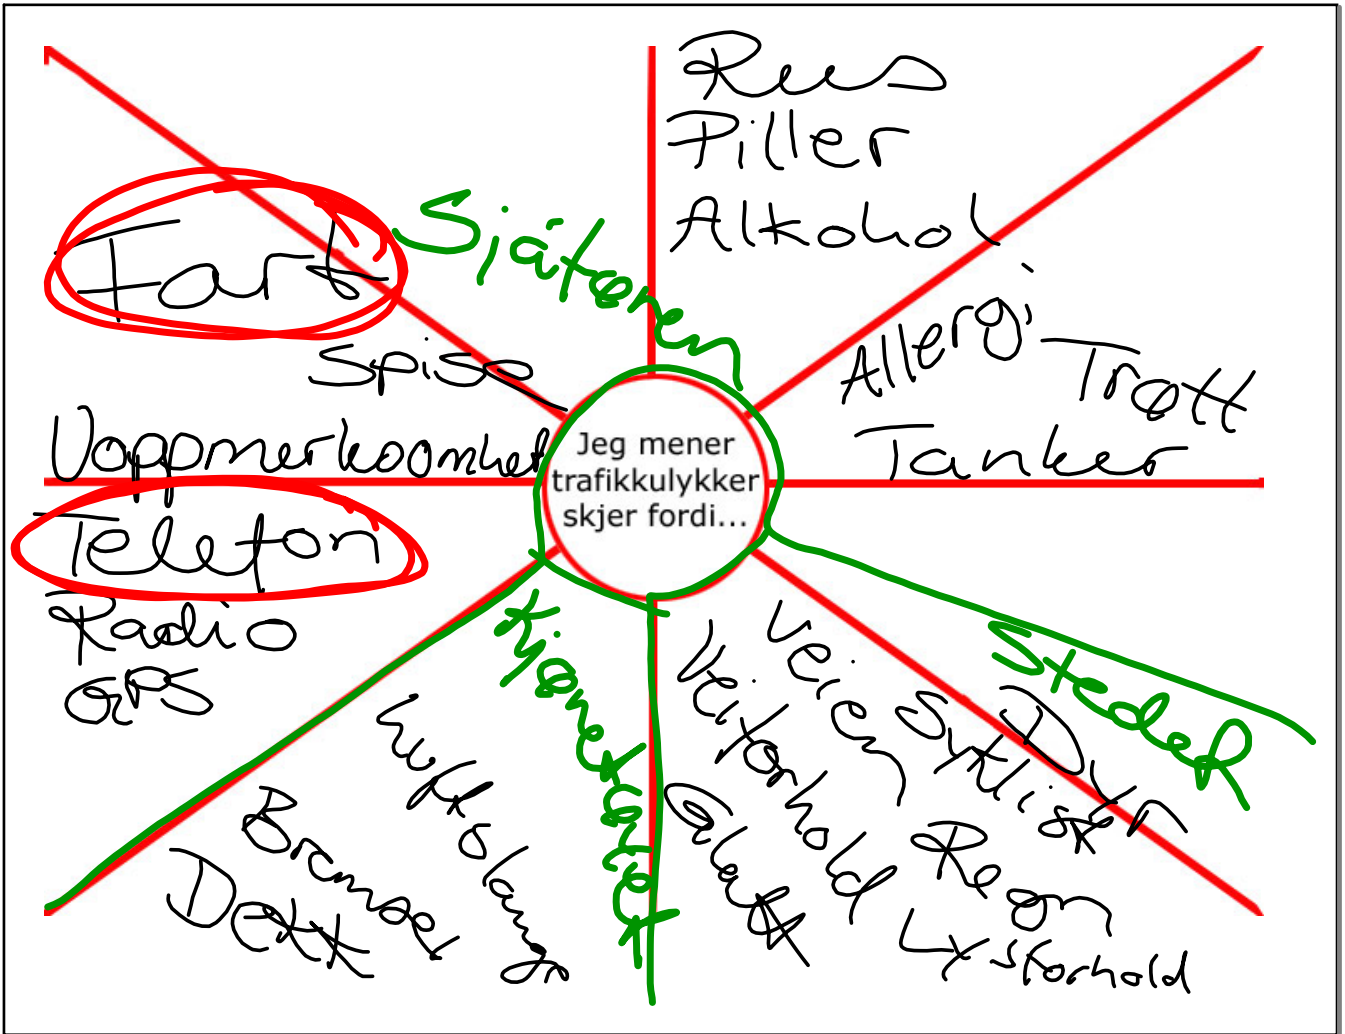 Rus
Piller
Alkohol
Sjåføren
Fart
Spise
Uoppmerksomhet
Telefon
Radio
GPS
Allergi
Trøtt
Tanker
Jeg mener
trafikkulykker
skjer fordi...
Steder
Kjøretøyet
Luftslanger
Bremser
Dekk
Veien
Veiforhold
Glatt
Syklist
Dyr
Regn
Lysforhold